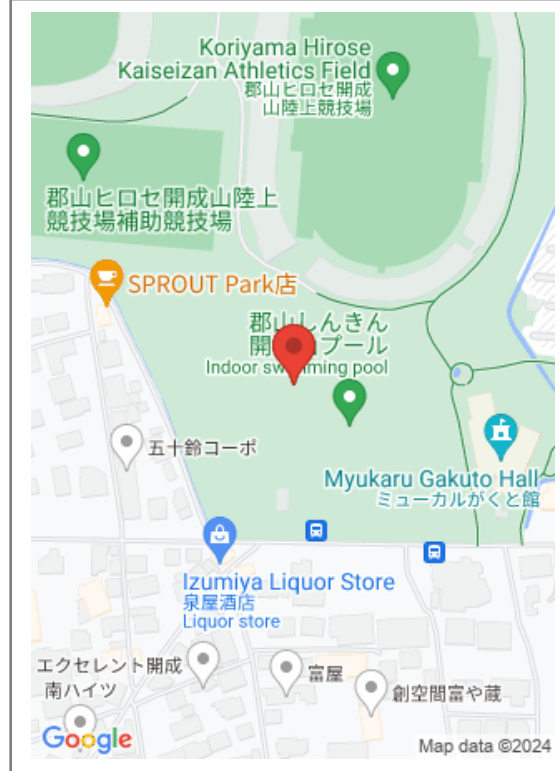 Koriyama Hirose
Kaiseizan Athletics Field
郡山ヒロセ開成
山陸上競技場
郡山ヒロセ開成山陸上
競技場補助競技場
SPROUT Park店
郡山しんきん
開 プール
Indoor swimming pool
五十鈴コーポ
Myukaru Gakuto Hall
ミューカルがくと館
Izumiya Liquor Store
泉屋酒店
Liquor store
エクセレント開成
南ハイツ
富屋
創空間富や蔵
Google
Map data ©2024